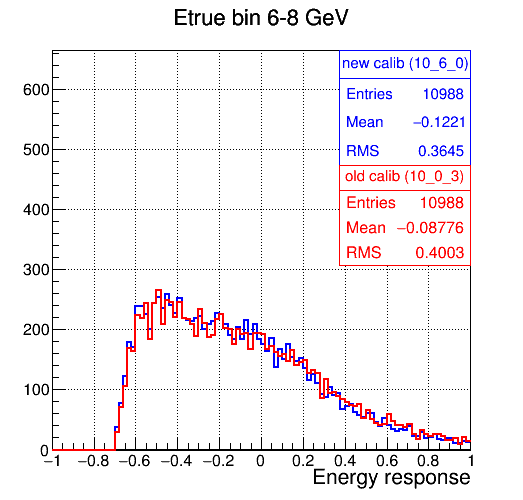 Etrue bin 6-8 GeV
new calib (10_6_0)
Entries 10988
Mean −0.1221
RMS 0.3645
old calib (10_0_3)
Entries 10988
Mean −0.08776
RMS 0.4003
600
500
400
300
200
100
0
−1 −0.8 −0.6 −0.4 −0.2 0 0.2 0.4 0.6 0.8 1
Energy response